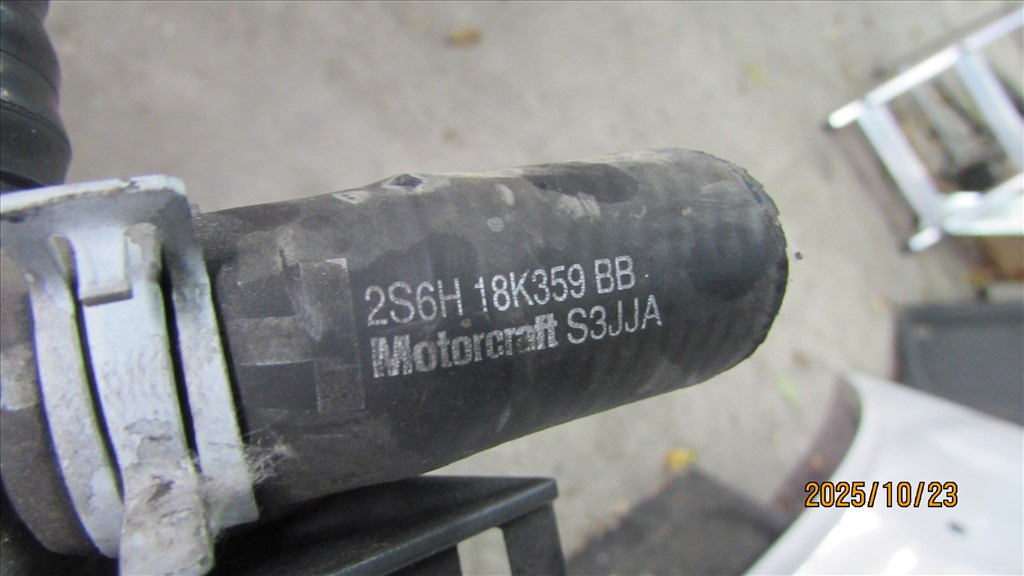 2S6H 18K359 BB
Motorcraft S3JJA
2025/10/23